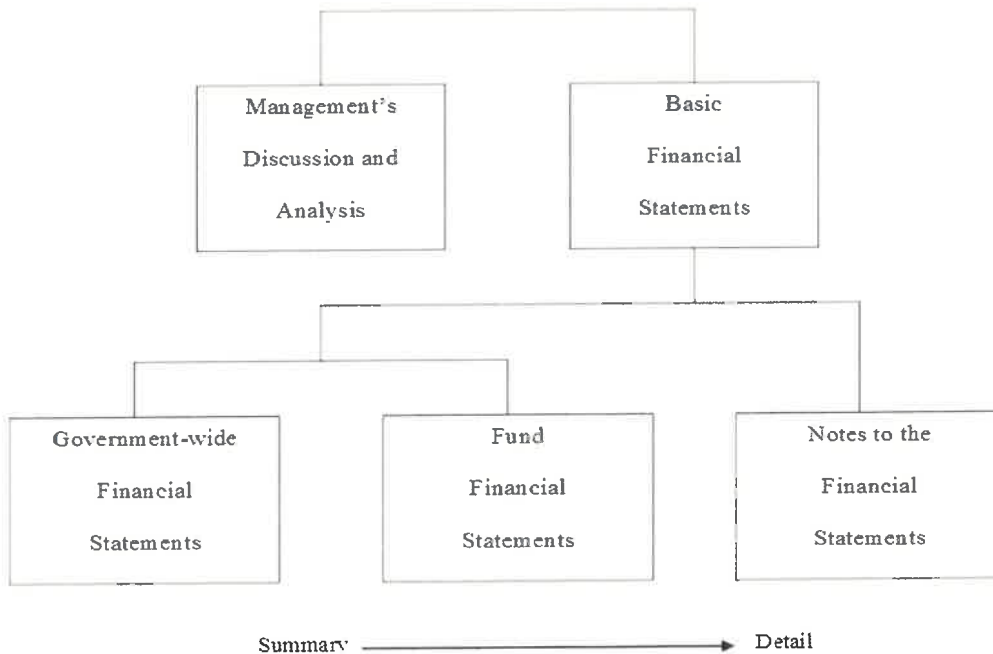 Management's
Discussion and
Analysis
Basic
Financial
Statements
Government-wide
Financial
Statements
Fund
Financial
Statements
Notes to the
Financial
Statements
Summary
Detail